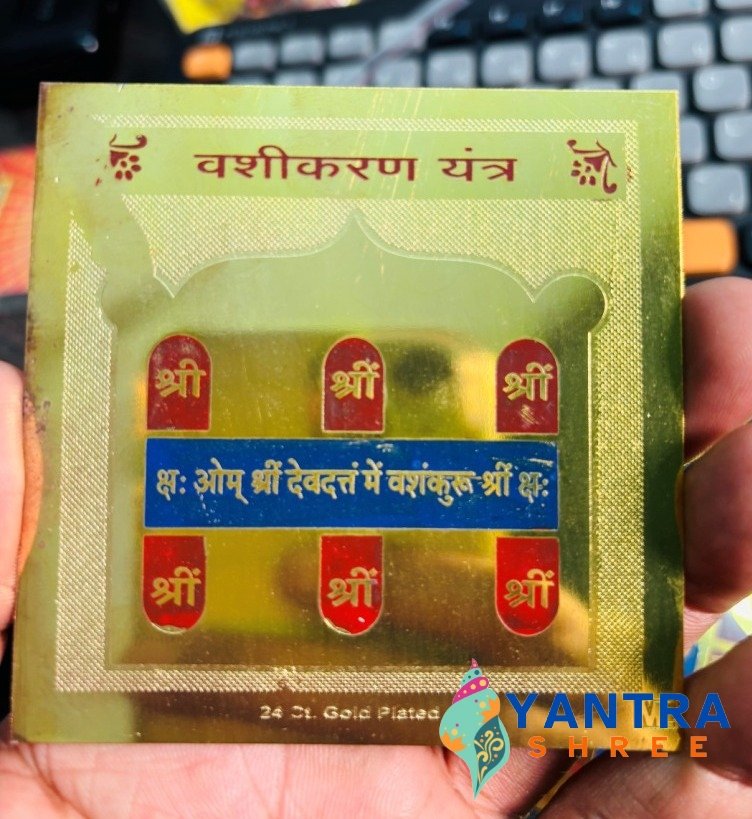 वशीकरण यंत्र
श्री श्रीं श्रीं
क्षः ओम् श्रीं देवदत्तं में वशंकुरू श्रीं क्षः
श्रीं श्रीं श्रीं
24 Ct. Gold Plated
YANTRA
SHREE